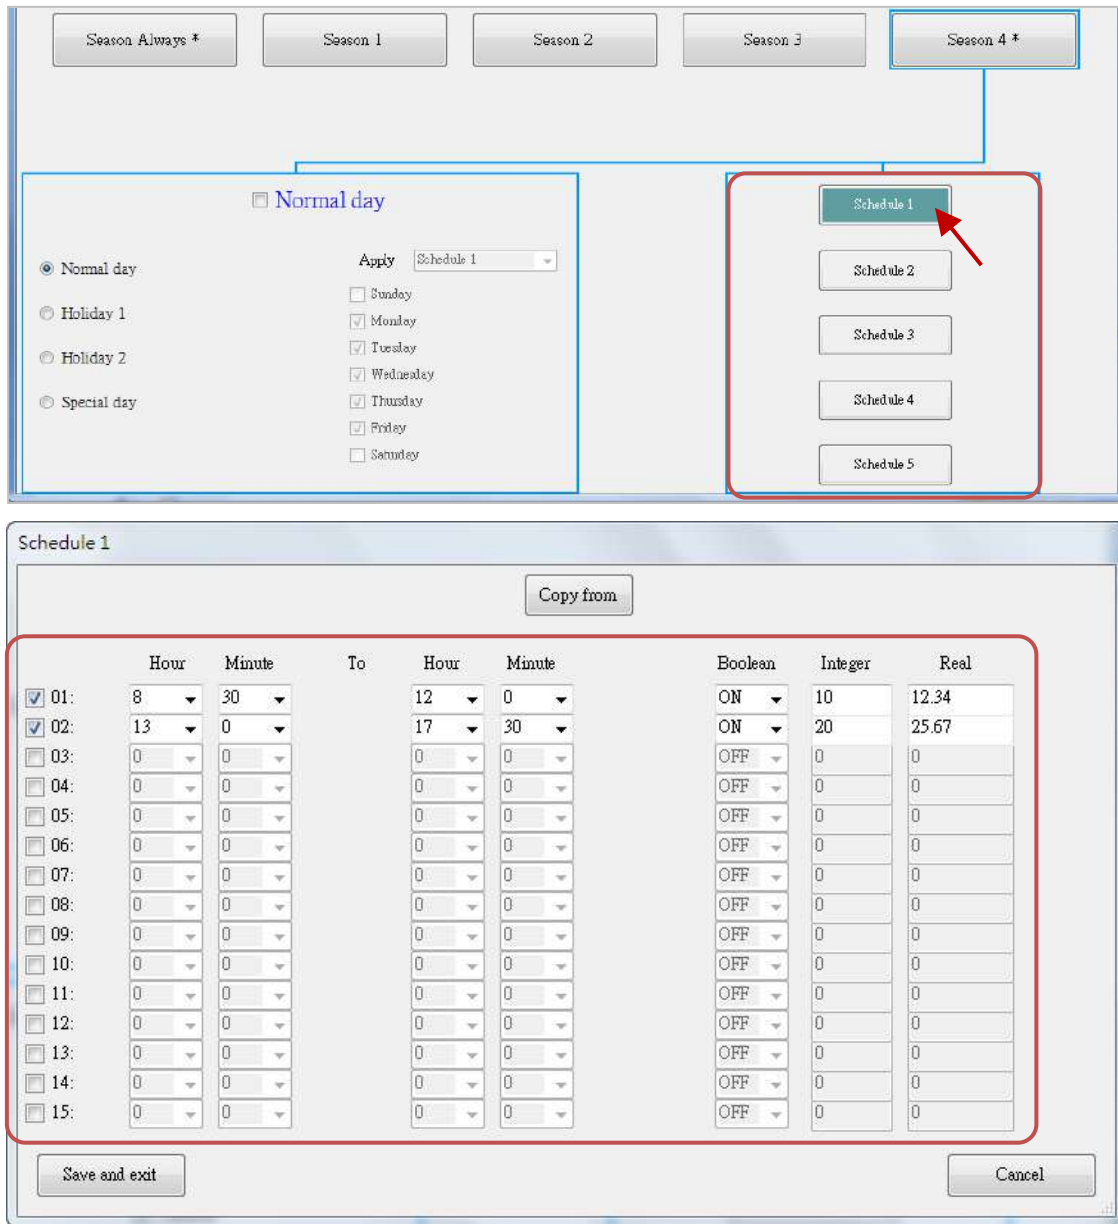 Season Always * Season 1 Season 2 Season 3 Season 4 *
Normal day
Schedule 1
Apply Schedule 1
Normal day
Schedule 2
Sunday
Holiday 1
Monday
Schedule 3
Tuesday
Holiday 2
Wednesday
Special day
Thursday
Schedule 4
Friday
Saturday
Schedule 5
Schedule 1
Copy from
Hour Minute To Hour Minute Boolean Integer Real
01: 8 30 12 0 ON 10 12.34
02: 13 0 17 30 ON 20 25.67
03: 0 0 0 0 OFF 0 0
04: 0 0 0 0 OFF 0 0
05: 0 0 0 0 OFF 0 0
06: 0 0 0 0 OFF 0 0
07: 0 0 0 0 OFF 0 0
08: 0 0 0 0 OFF 0 0
09: 0 0 0 0 OFF 0 0
10: 0 0 0 0 OFF 0 0
11: 0 0 0 0 OFF 0 0
12: 0 0 0 0 OFF 0 0
13: 0 0 0 0 OFF 0 0
14: 0 0 0 0 OFF 0 0
15: 0 0 0 0 OFF 0 0
Save and exit Cancel